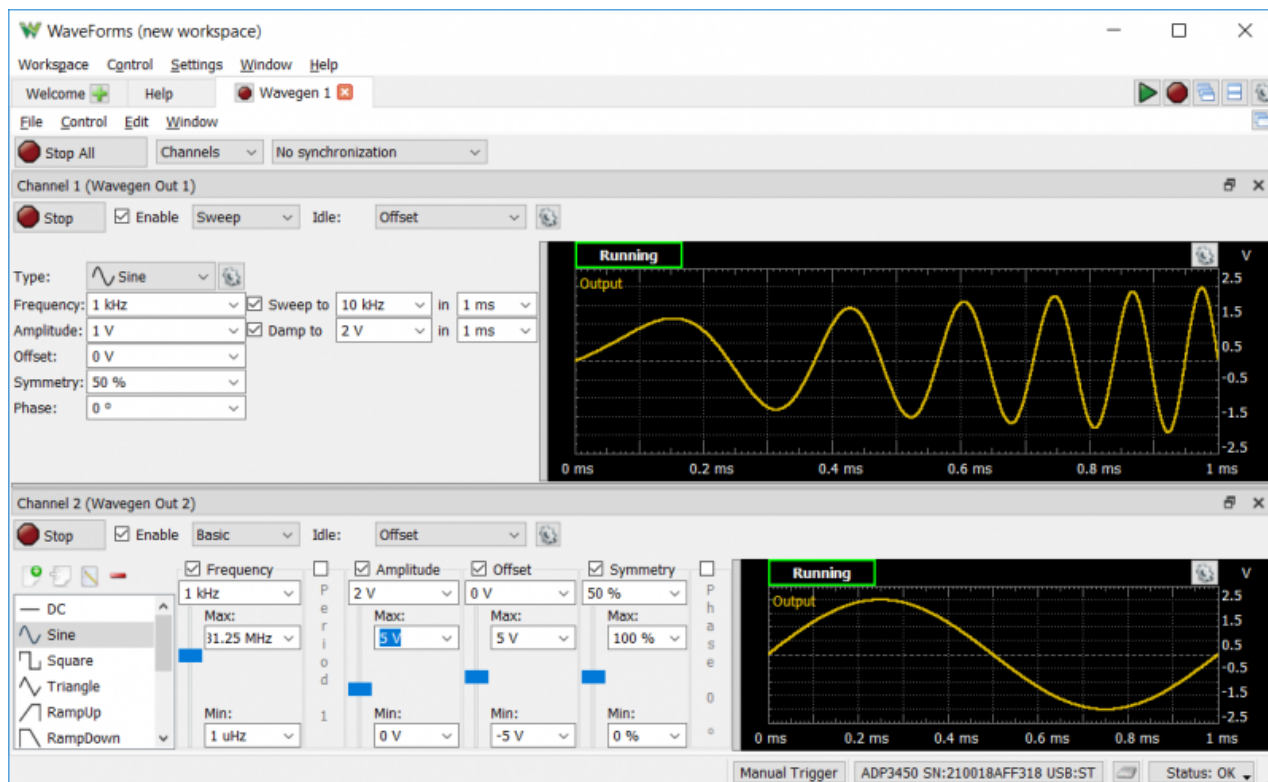 WaveForms (new workspace)
Workspace Control Settings Window Help
Welcome Help Wavegen 1
File Control Edit Window
Stop All Channels No synchronization
Channel 1 (Wavegen Out 1)
Stop Enable Sweep Idle: Offset
Running V
Type: Sine
Output 2.5
Frequency: 1 kHz Sweep to 10 kHz in 1 ms
1.5
Amplitude: 1 V Damp to 2 V in 1 ms
0.5
Offset: 0 V
-0.5
Symmetry: 50 %
-1.5
Phase: 0 º
-2.5
0 ms 0.2 ms 0.4 ms 0.6 ms 0.8 ms 1 ms
Channel 2 (Wavegen Out 2)
Stop Enable Basic Idle: Offset
Frequency Amplitude Offset Symmetry Running V
1 kHz Period 1 2 V 0 V 50 % Phase 0 º Output 2.5
DC
Max: Max: Max: Max: 1.5
Sine 31.25 MHz 5 V 5 V 100 % 0.5
Square -0.5
Triangle -1.5
RampUp Min: Min: Min: Min: -2.5
RampDown 1 uHz 0 V -5 V 0 % 0 ms 0.2 ms 0.4 ms 0.6 ms 0.8 ms 1 ms
Manual Trigger ADP3450 SN:210018AFF318 USB:ST Status: OK